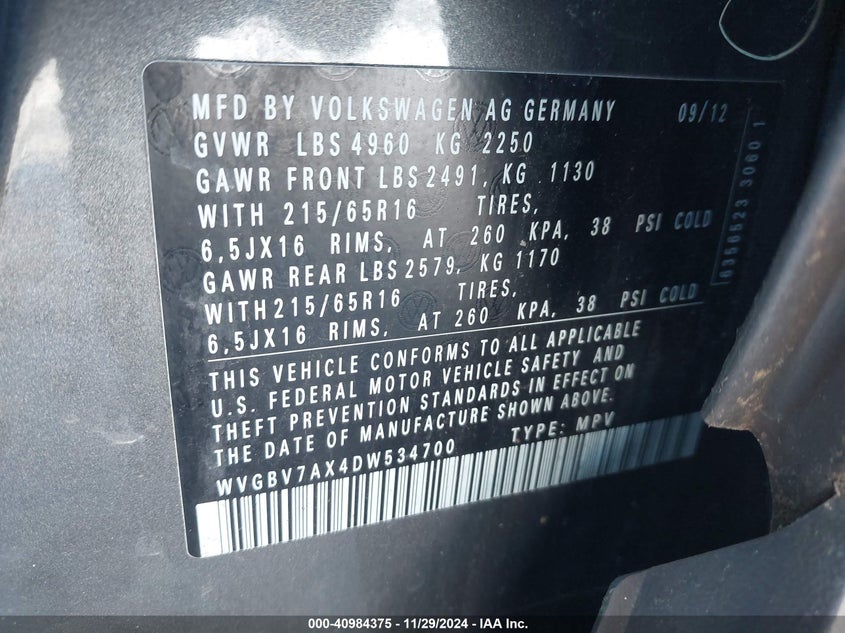 MFD BY VOLKSWAGEN AG GERMANY 09/12
GVWR LBS 4960 KG 2250
GAWR FRONT LBS 2491, KG 1130
WITH 215/65R16 TIRES,
6,5JX16 RIMS, AT 260 KPA, 38 PSI COLD
GAWR REAR LBS 2579, KG 1170
WITH 215/65R16 TIRES,
6,5JX16 RIMS, AT 260 KPA, 38 PSI COLD
THIS VEHICLE CONFORMS TO ALL APPLICABLE
U.S. FEDERAL MOTOR VEHICLE SAFETY AND
THEFT PREVENTION STANDARDS IN EFFECT ON
THE DATE OF MANUFACTURE SHOWN ABOVE.
WVGBV7AX4DW534700 TYPE: MPV
000-40984375 - 11/29/2024 - IAA Inc.